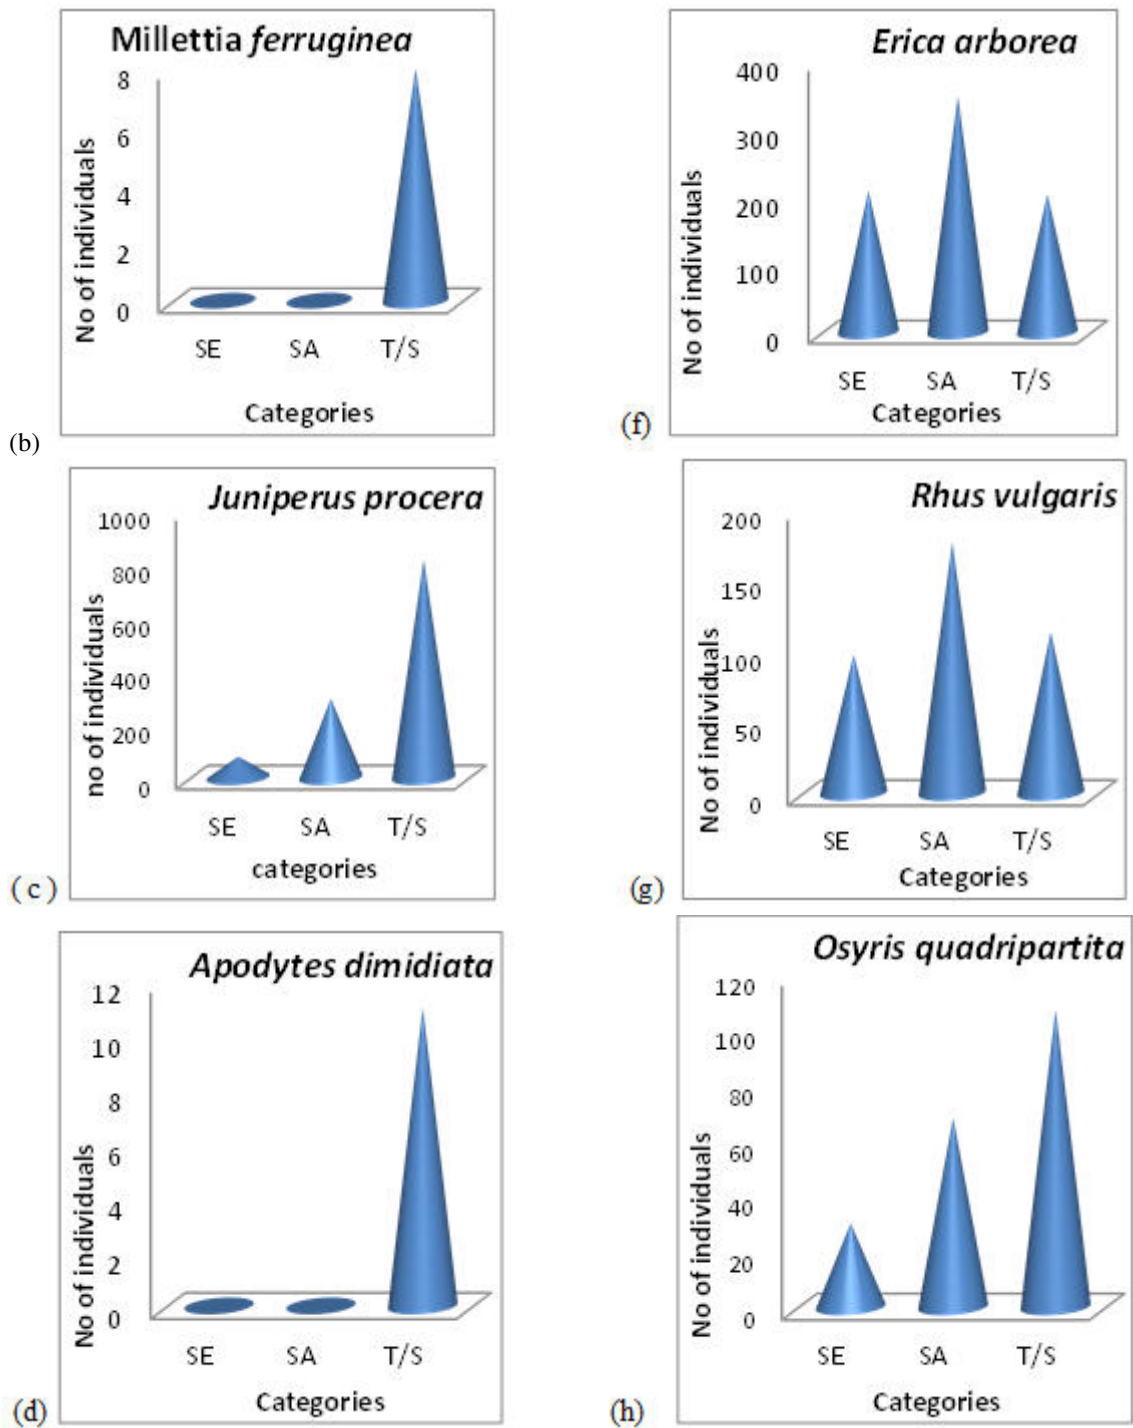 Millettia ferruginea
8
6
4
2
0
No of individuals
SE SA T/S
Categories
(b)
Erica arborea
400
300
200
100
0
No of individuals
SE SA T/S
Categories
(f)
Juniperus procera
1000
800
600
400
200
0
no of individuals
SE SA T/S
categories
( c )
Rhus vulgaris
200
150
100
50
0
No of individuals
SE SA T/S
Categories
(g)
Apodytes dimidiata
12
10
8
6
4
2
0
No of individuals
SE SA T/S
Categories
(d)
Osyris quadripartita
120
100
80
60
40
20
0
No of individuals
SE SA T/S
Categories
(h)